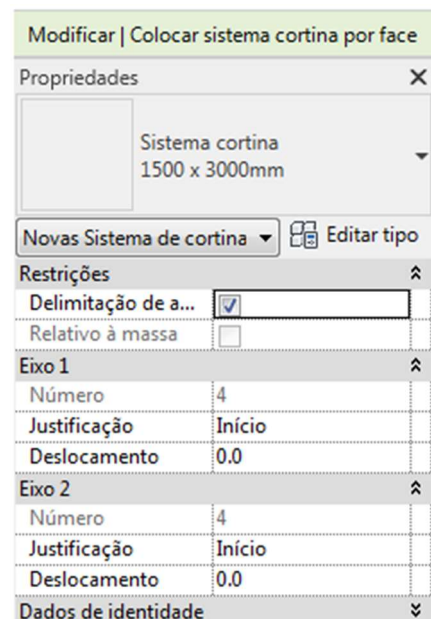 Modificar | Colocar sistema cortina por face
Propriedades
Sistema cortina
1500 x 3000mm
Novas Sistema de cortina Editar tipo
Restrições
Delimitação de a...
Relativo à massa
Eixo 1
Número 4
Justificação Início
Deslocamento 0.0
Eixo 2
Número 4
Justificação Início
Deslocamento 0.0
Dados de identidade